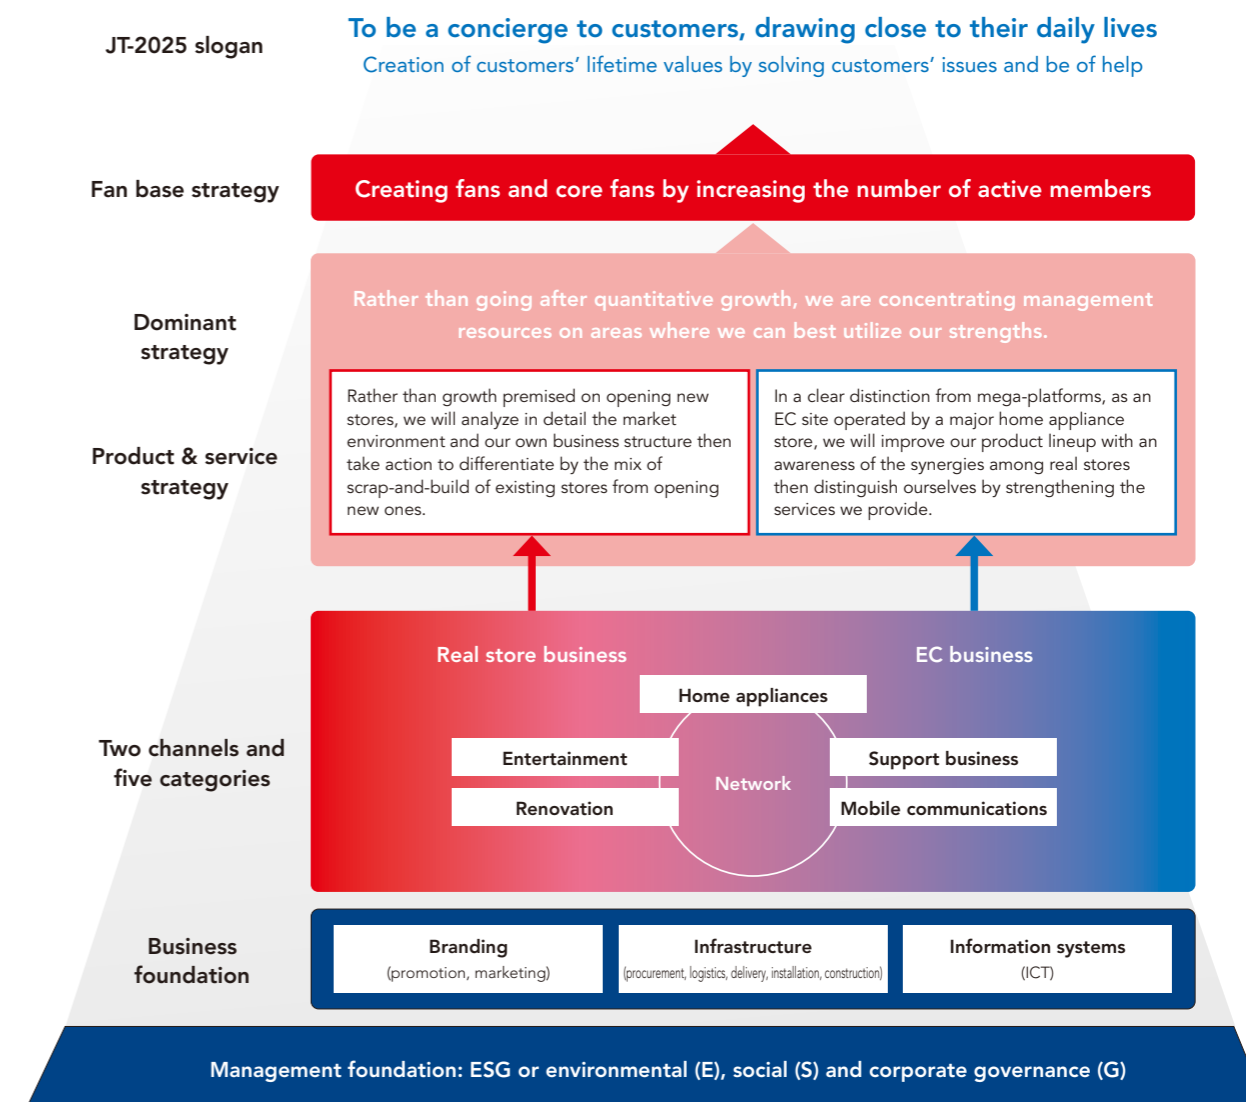 JT-2025 slogan
To be a concierge to customers, drawing close to their daily lives
Creation of customers’ lifetime values by solving customers’ issues and be of help
Fan base strategy
Creating fans and core fans by increasing the number of active members
Dominant
strategy
Rather than going after quantitative growth, we are concentrating management
resources on areas where we can best utilize our strengths.
Product & service
strategy
Rather than growth premised on opening new
stores, we will analyze in detail the market
environment and our own business structure then
take action to differentiate by the mix of
scrap-and-build of existing stores from opening
new ones.
In a clear distinction from mega-platforms, as an
EC site operated by a major home appliance
store, we will improve our product lineup with an
awareness of the synergies among real stores
then distinguish ourselves by strengthening the
services we provide.
Two channels and
five categories
Real store business
EC business
Home appliances
Entertainment
Support business
Network
Renovation
Mobile communications
Business
foundation
Branding
(promotion, marketing)
Infrastructure
(procurement, logistics, delivery, installation, construction)
Information systems
(ICT)
Management foundation: ESG or environmental (E), social (S) and corporate governance (G)